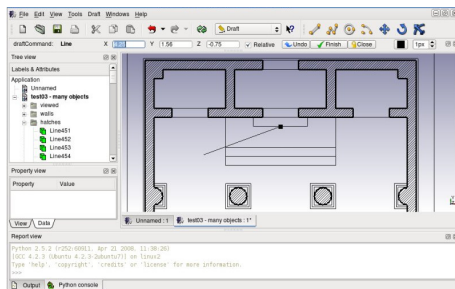 File Edit View Tools Draft Windows Help
Draft
draftCommand: Line X Y 1.56 Z -0.75 Relative Undo Finish Close 1px
Tree view
Labels & Attributes
Application
Unnamed
test03 - many objects
viewed
walls
hatches
Line451
Line452
Line453
Line454
Property view
Property Value
View Data
Unnamed : 1 test03 - many objects : 1*
Report view
Python 2.5.2 (r252:60911, Apr 21 2008, 11:38:26)
[GCC 4.2.3 (Ubuntu 4.2.3-2ubuntu7)] on linux2
Type 'help', 'copyright', 'credits' or 'license' for more information.
>>>
Output Python console